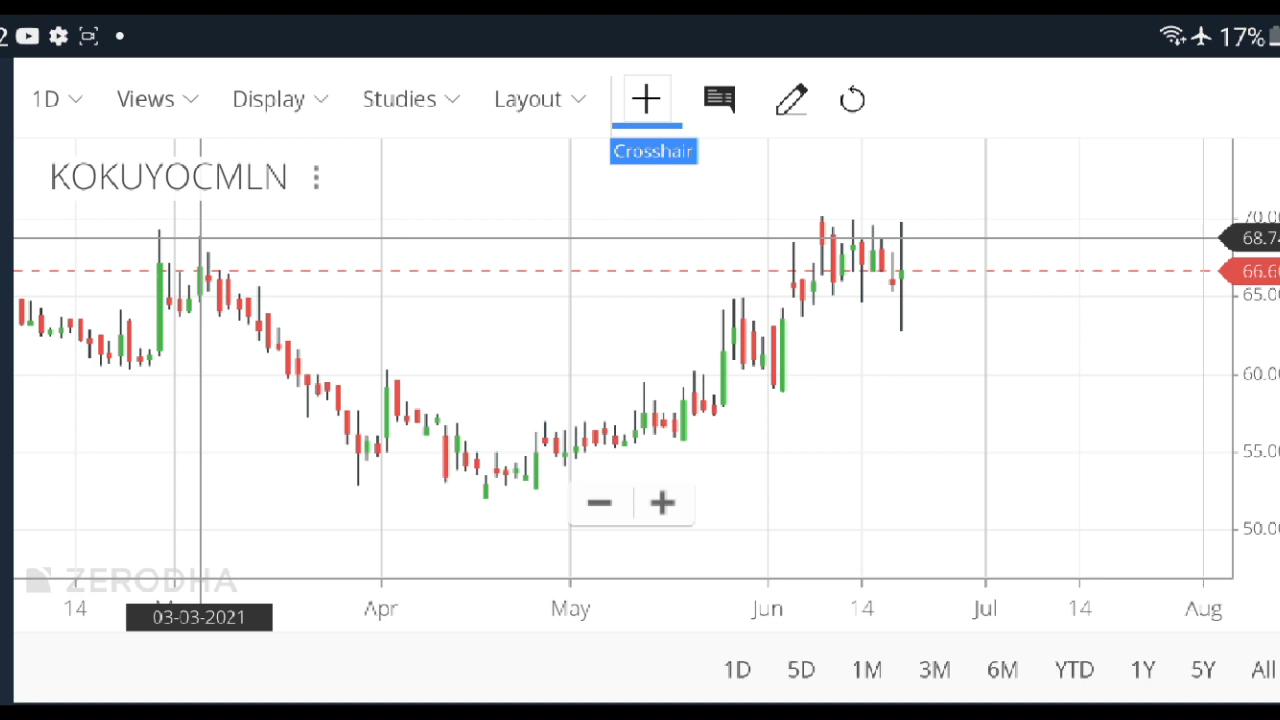 2 17%
1D Views Display Studies Layout
Crosshair
KOKUYOCMLN
70.00
68.74
66.60
65.00
60.00
55.00
50.00
ZERODHA
14 Apr May Jun 14 Jul 14 Aug
03-03-2021
1D 5D 1M 3M 6M YTD 1Y 5Y All